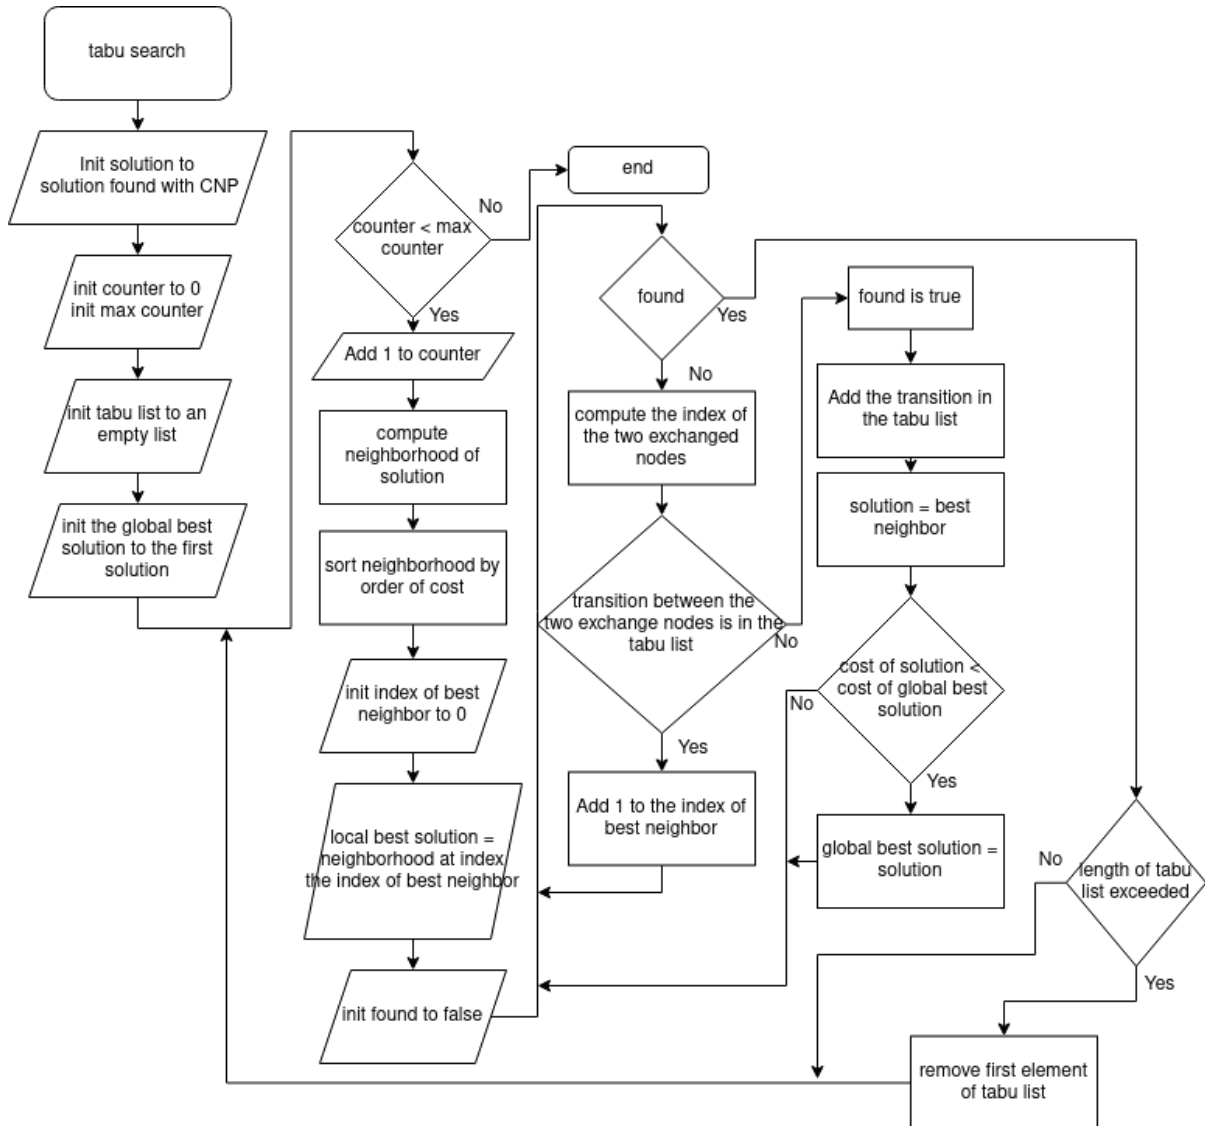 tabu search
Init solution to
solution found with CNP
init counter to 0
init max counter
init tabu list to an
empty list
init the global best
solution to the first
solution
counter < max
counter
No
Yes
end
Add 1 to counter
compute
neighborhood of
solution
sort neighborhood by
order of cost
init index of best
neighbor to 0
local best solution =
neighborhood at index
the index of best neighbor
init found to false
found
Yes
No
compute the index of
the two exchanged
nodes
transition between the
two exchange nodes is in the
tabu list
No
Yes
Add 1 to the index of
best neighbor
found is true
Add the transition in
the tabu list
solution = best
neighbor
cost of solution <
cost of global best
solution
No
Yes
global best solution =
solution
length of tabu
list exceeded
No
Yes
remove first element
of tabu list